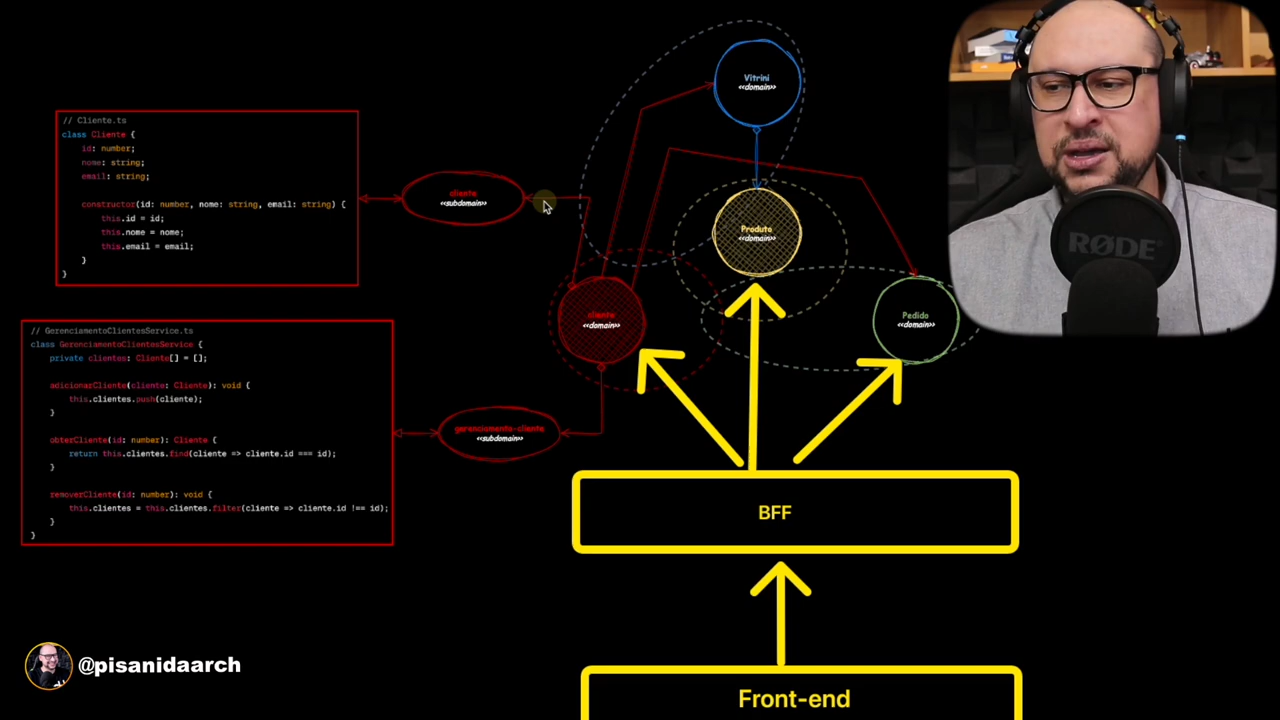 // Cliente.ts
class Cliente {
id: number;
nome: string;
email: string;
constructor(id: number, nome: string, email: string) {
this.id = id;
this.nome = nome;
this.email = email;
}
}
// GerenciamentoClientesService.ts
class GerenciamentoClientesService {
private clientes: Cliente[] = [];
adicionarCliente(cliente: Cliente): void {
this.clientes.push(cliente);
}
obterCliente(id: number): Cliente {
return this.clientes.find(cliente => cliente.id === id);
}
removerCliente(id: number): void {
this.clientes = this.clientes.filter(cliente => cliente.id !== id);
}
}
cliente
<<subdomain>>
gerenciamento-cliente
<<subdomain>>
Vitrini
<<domain>>
Produto
<<domain>>
cliente
<<domain>>
Pedido
<<domain>>
BFF
Front-end
RØDE
@pisanidaarch